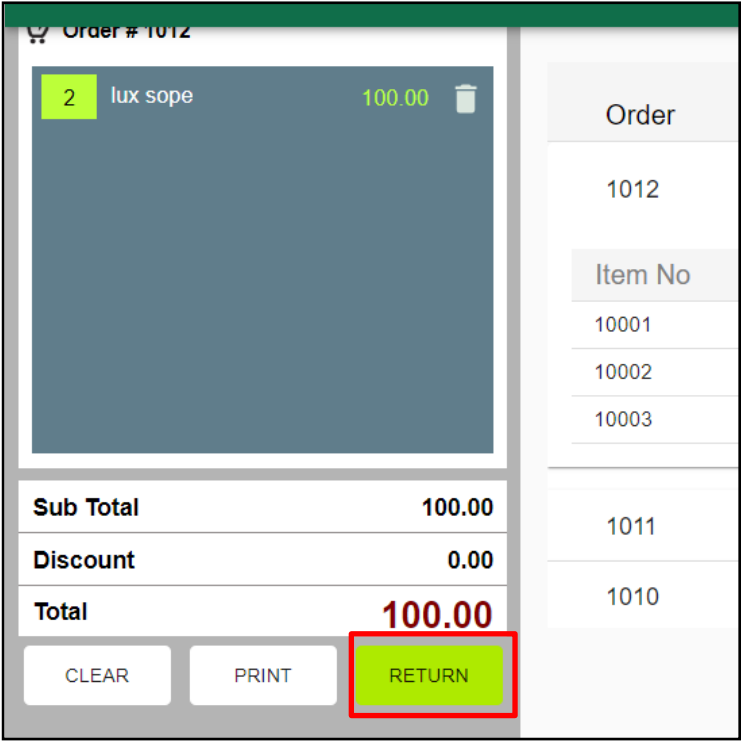 Order # 1012
2 lux sope 100.00
Sub Total 100.00
Discount 0.00
Total 100.00
CLEAR PRINT RETURN
Order
1012
Item No
10001
10002
10003
1011
1010